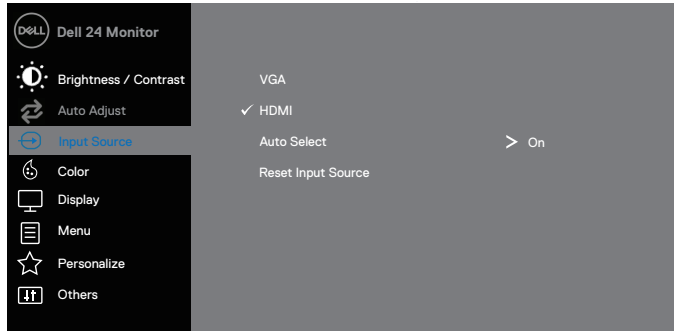 DELL
Dell 24 Monitor
Brightness / Contrast
VGA
Auto Adjust
✓ HDMI
Input Source
Auto Select > On
Color
Reset Input Source
Display
Menu
Personalize
Others